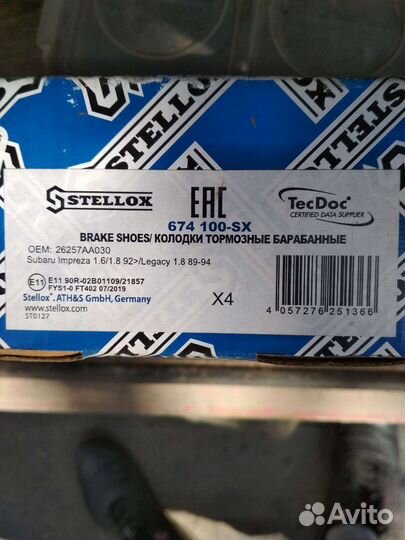 STELLOX
STELLOX
EAC
TecDoc
CERTIFIED DATA SUPPLIER
674 100-SX
BRAKE SHOES/ КОЛОДКИ ТОРМОЗНЫЕ БАРАБАННЫЕ
OEM: 26257AA030
Subaru Impreza 1.6/1.8 92>/Legacy 1.8 89-94
E11 E11 90R-02B01109/21857
FYS1-0 FT402 07/2019
Stellox. ATH&S GmbH, Germany
www.stellox.com
ST0127
X4
4 057276 251366
Avito